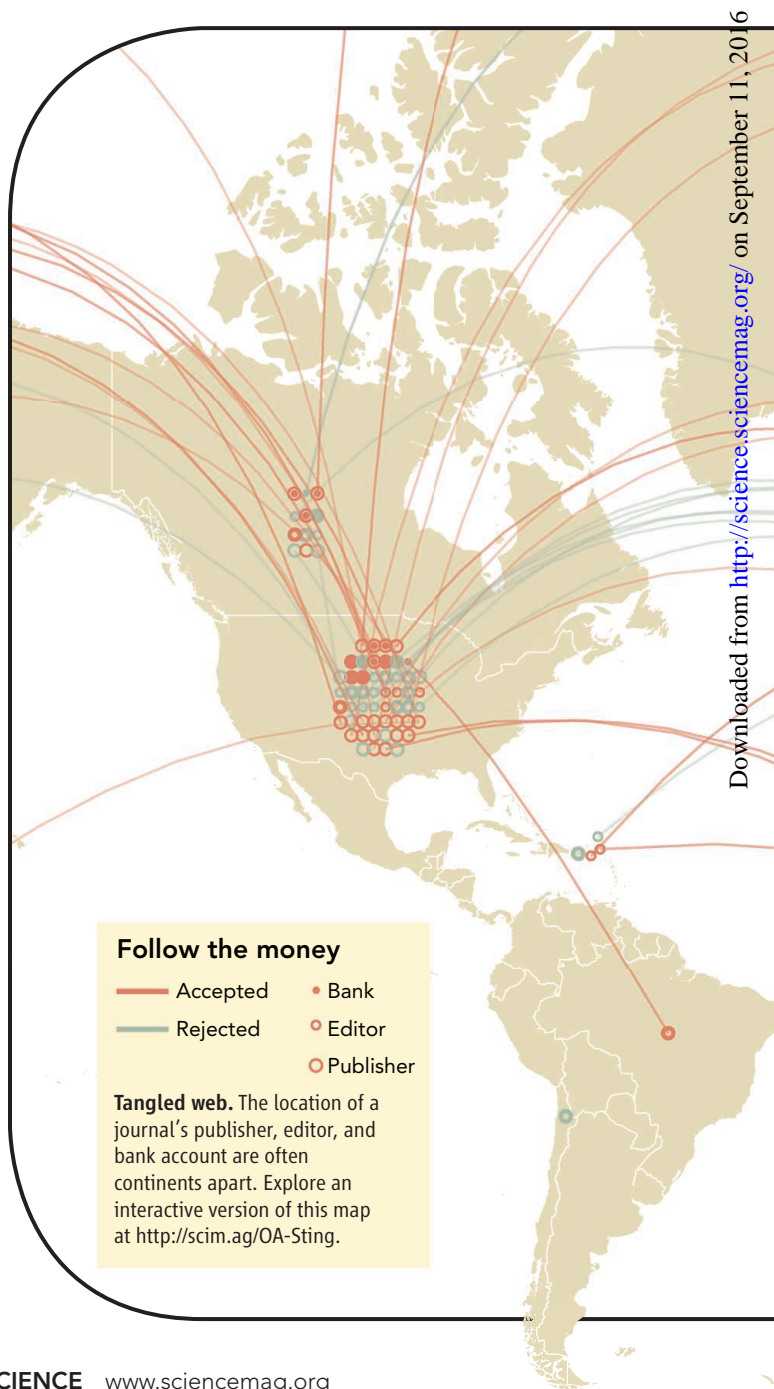 Downloaded from http://science.sciencemag.org/ on September 11, 2016
Follow the money
Accepted
Rejected
Bank
Editor
Publisher
Tangled web. The location of a
journal's publisher, editor, and
bank account are often
continents apart. Explore an
interactive version of this map
at http://scim.ag/OA-Sting.
CIENCE www.sciencemag.org